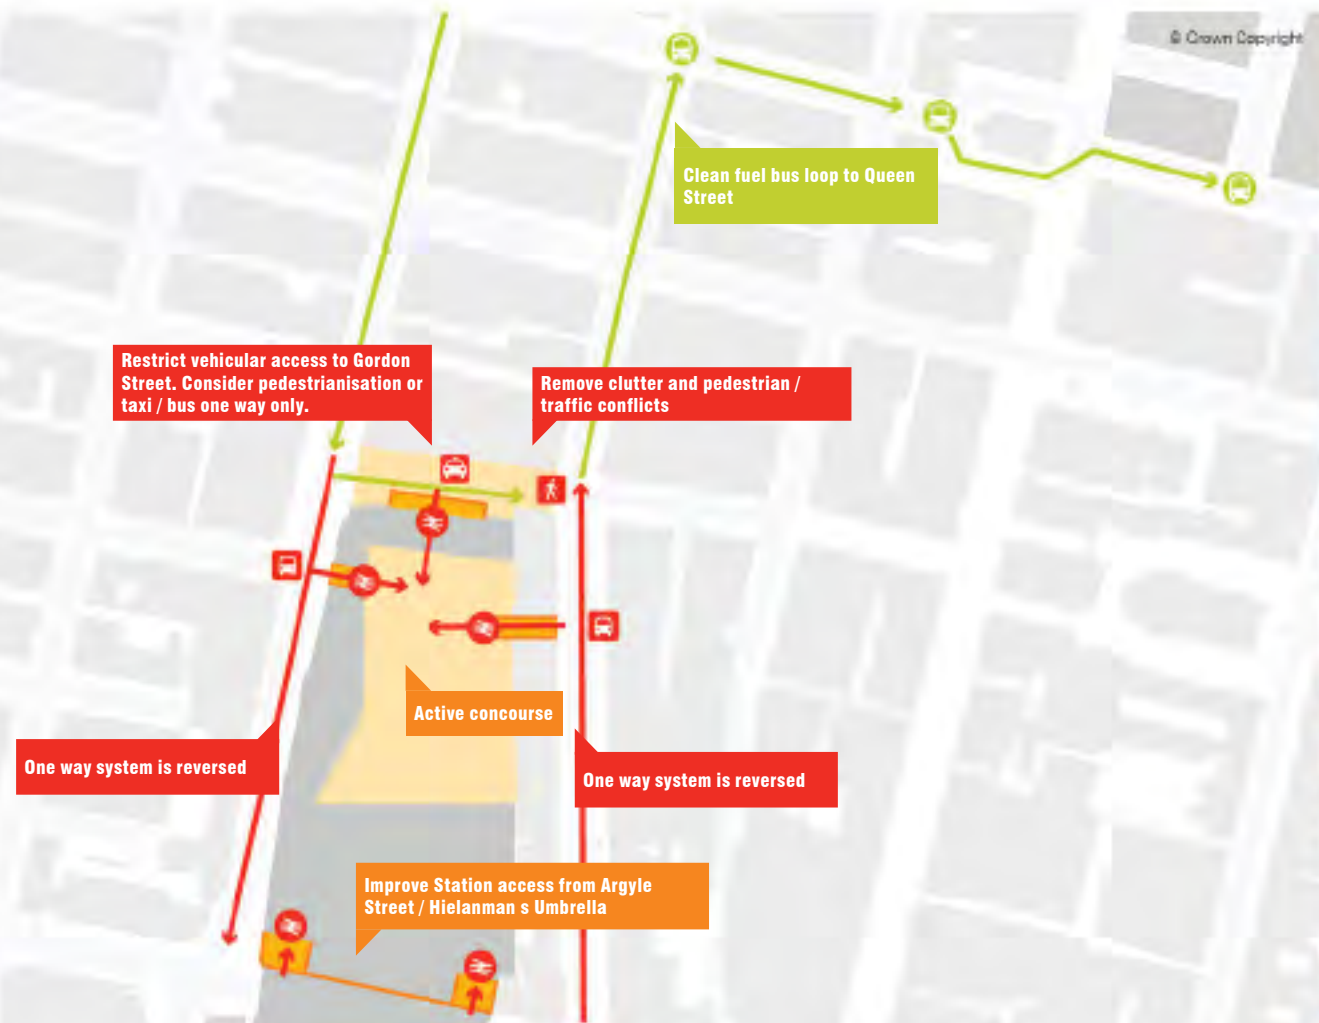 © Crown Copyright
Clean fuel bus loop to Queen
Street
Restrict vehicular access to Gordon
Street. Consider pedestrianisation or
taxi / bus one way only.
Remove clutter and pedestrian /
traffic conflicts
Active concourse
One way system is reversed
One way system is reversed
Improve Station access from Argyle
Street / Hielanman s Umbrella